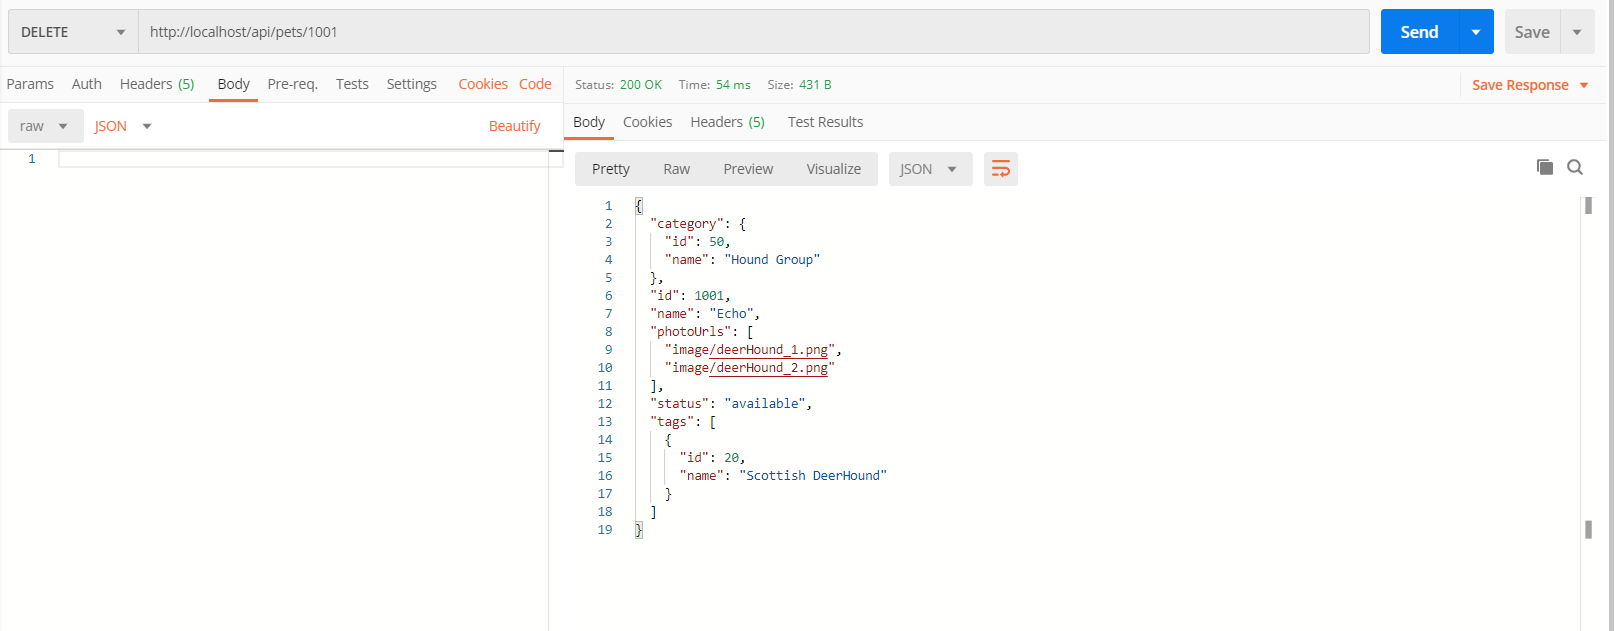 DELETE http://localhost/api/pets/1001 Send Save
Params Auth Headers (5) Body Pre-req. Tests Settings Cookies Code
raw JSON Beautify
1
Status: 200 OK Time: 54 ms Size: 431 B Save Response
Body Cookies Headers (5) Test Results
Pretty Raw Preview Visualize JSON
1 {
2 "category": {
3 "id": 50,
4 "name": "Hound Group"
5 },
6 "id": 1001,
7 "name": "Echo",
8 "photoUrls": [
9 "image/deerHound_1.png",
10 "image/deerHound_2.png"
11 ],
12 "status": "available",
13 "tags": [
14 {
15 "id": 20,
16 "name": "Scottish DeerHound"
17 }
18 ]
19 }